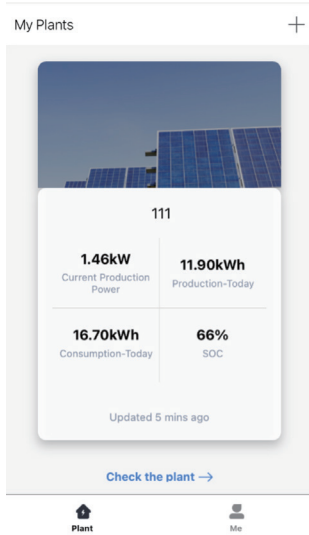 My Plants
111
1.46kW
Current Production
Power
11.90kWh
Production-Today
16.70kWh
Consumption-Today
66%
SOC
Updated 5 mins ago
Check the plant →
Plant
Me